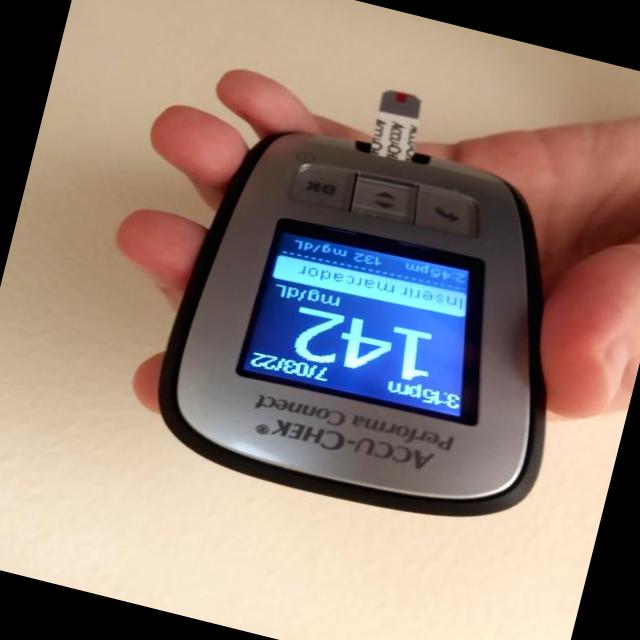 ACCU-CHEK®
Performa Connect
3:15pm 7/03/22
142
mg/dL
Inserir marcador
2:45pm 132 mg/dL
OK